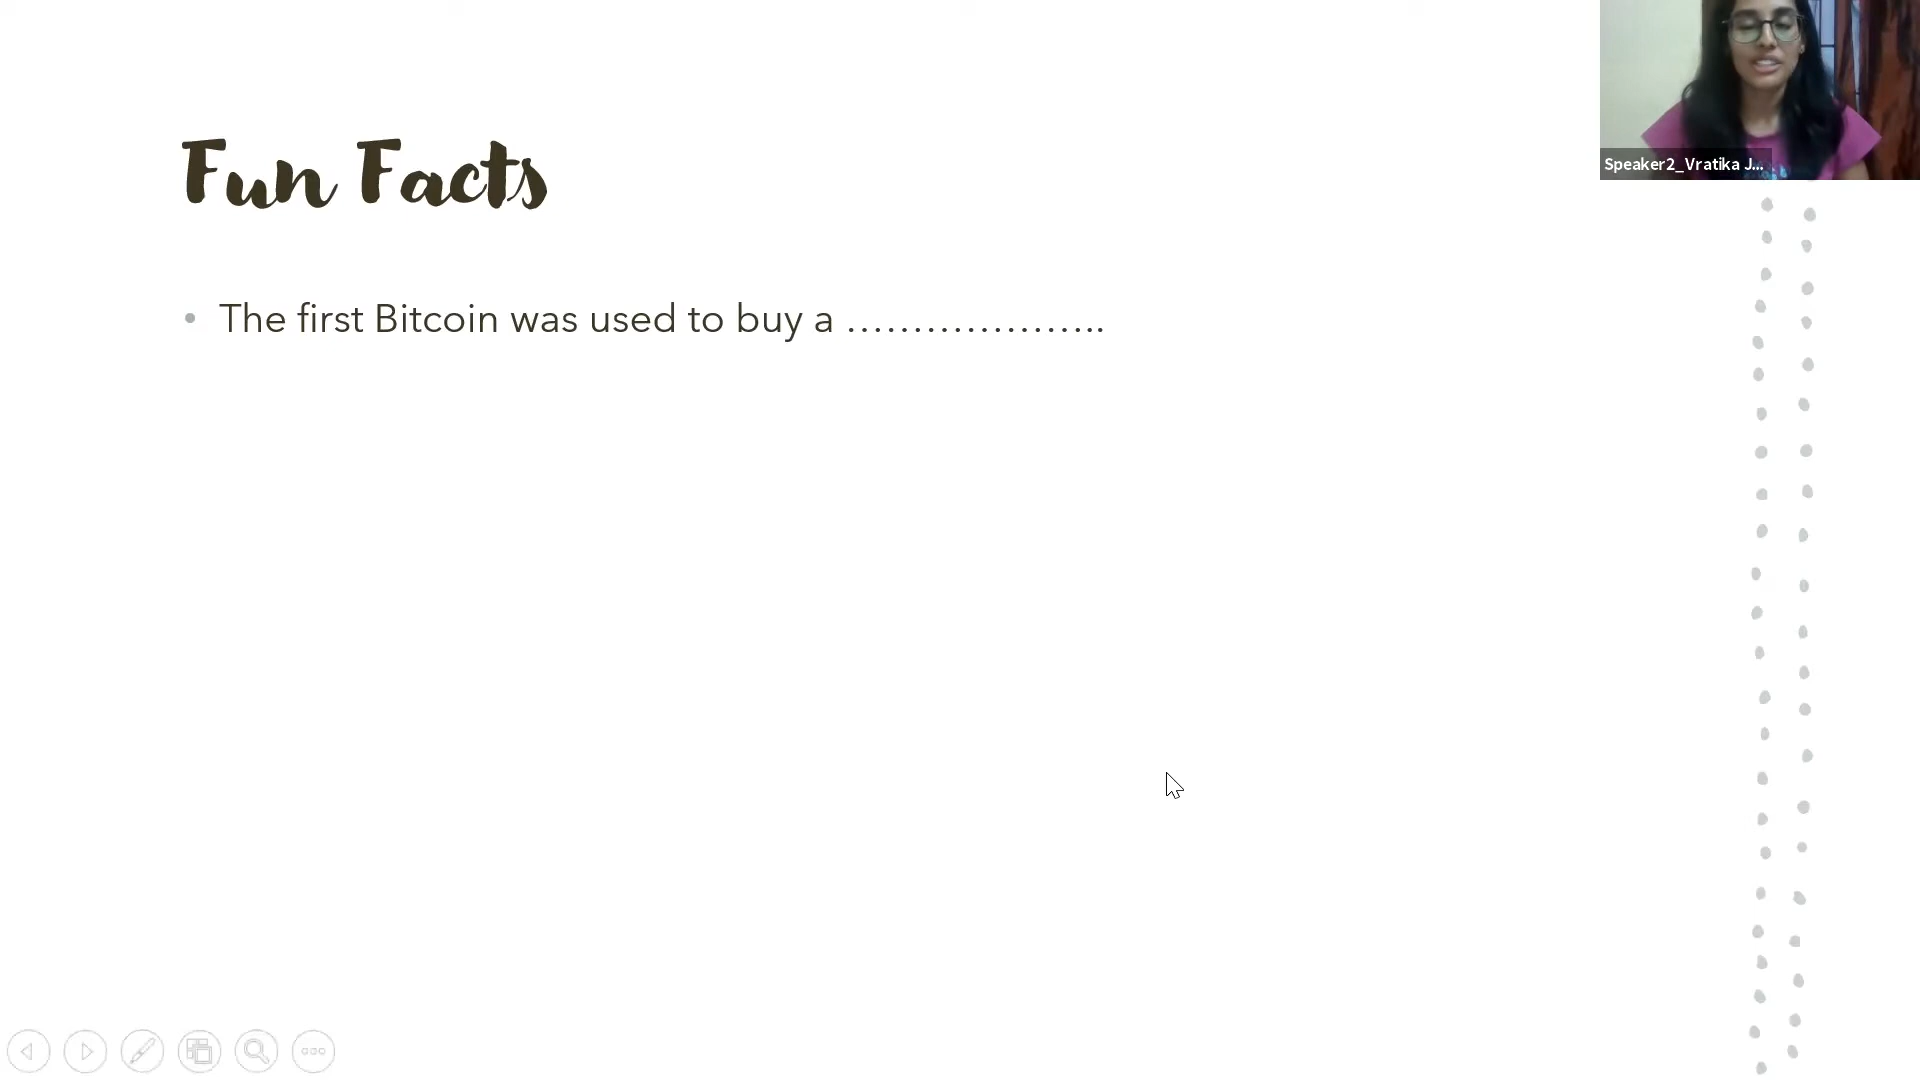 Fun Facts
• The first Bitcoin was used to buy a ………………..
Speaker2_Vratika J...